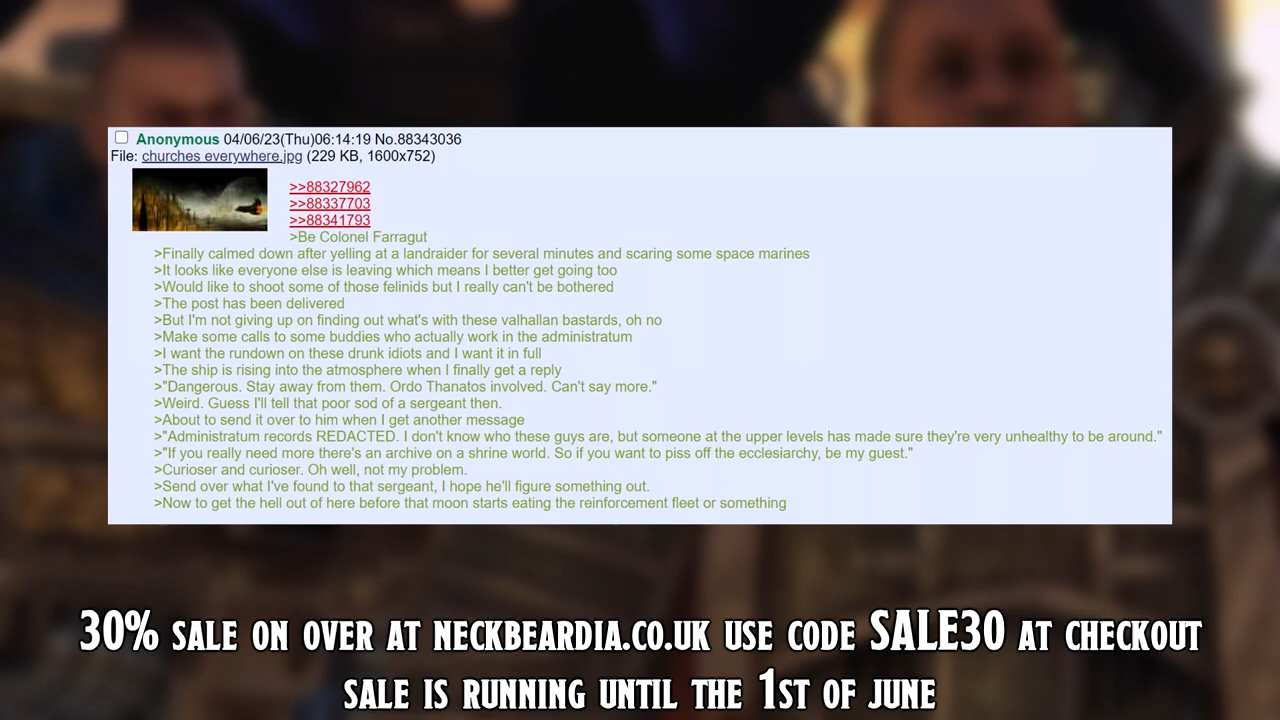 Anonymous 04/06/23(Thu)06:14:19 No.88343036
File: churches everywhere.jpg (229 KB, 1600x752)
>>88327962
>>88337703
>>88341793
>Be Colonel Farragut
>Finally calmed down after yelling at a landraider for several minutes and scaring some space marines
>It looks like everyone else is leaving which means I better get going too
>Would like to shoot some of those felinids but I really can't be bothered
>The post has been delivered
>But I'm not giving up on finding out what's with these valhallan bastards, oh no
>Make some calls to some buddies who actually work in the administratum
>I want the rundown on these drunk idiots and I want it in full
>The ship is rising into the atmosphere when I finally get a reply
>"Dangerous. Stay away from them. Ordo Thanatos involved. Can't say more."
>Weird. Guess I'll tell that poor sod of a sergeant then.
>About to send it over to him when I get another message
>"Administratum records REDACTED. I don't know who these guys are, but someone at the upper levels has made sure they're very unhealthy to be around."
>"If you really need more there's an archive on a shrine world. So if you want to piss off the ecclesiarchy, be my guest."
>Curioser and curioser. Oh well, not my problem.
>Send over what I've found to that sergeant, I hope he'll figure something out.
>Now to get the hell out of here before that moon starts eating the reinforcement fleet or something
30% SALE ON OVER AT NECKBEARDIA.CO.UK USE CODE SALE30 AT CHECKOUT
SALE IS RUNNING UNTIL THE 1ST OF JUNE